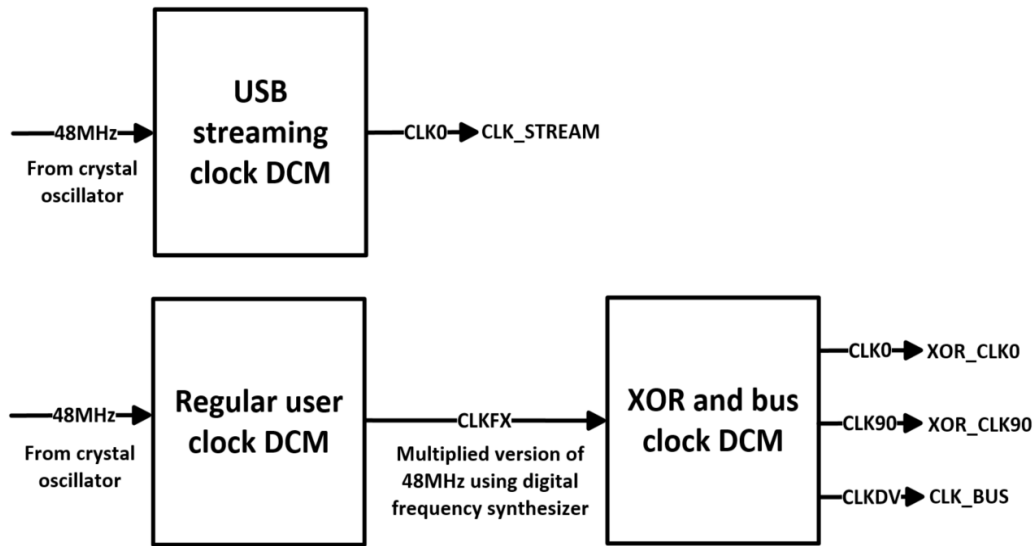 USB
streaming
clock DCM
48MHz
From crystal
oscillator
CLK0
CLK_STREAM
Regular user
clock DCM
48MHz
From crystal
oscillator
CLKFX
Multiplied version of
48MHz using digital
frequency synthesizer
XOR and bus
clock DCM
CLK0
XOR_CLK0
CLK90
XOR_CLK90
CLKDV
CLK_BUS